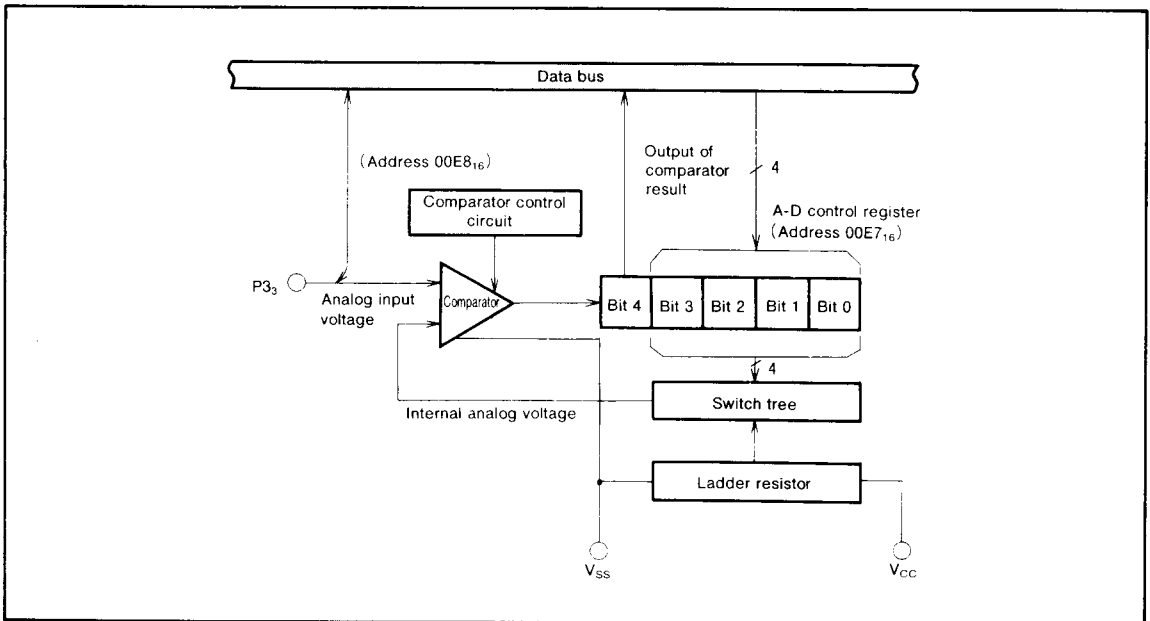 Data bus
(Address 00E8₁₆)
Output of
comparator
result
4
Comparator control
circuit
A-D control register
(Address 00E7₁₆)
P3₃
Analog input
voltage
Comparator
Bit 4
Bit 3
Bit 2
Bit 1
Bit 0
4
Internal analog voltage
Switch tree
Ladder resistor
V_SS
V_CC